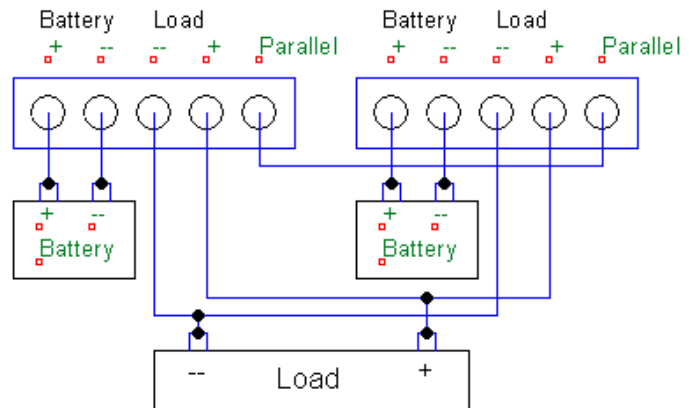 Battery Load Battery Load
+ -- -- + Parallel + -- -- + Parallel
+ -- + --
Battery Battery
-- Load +